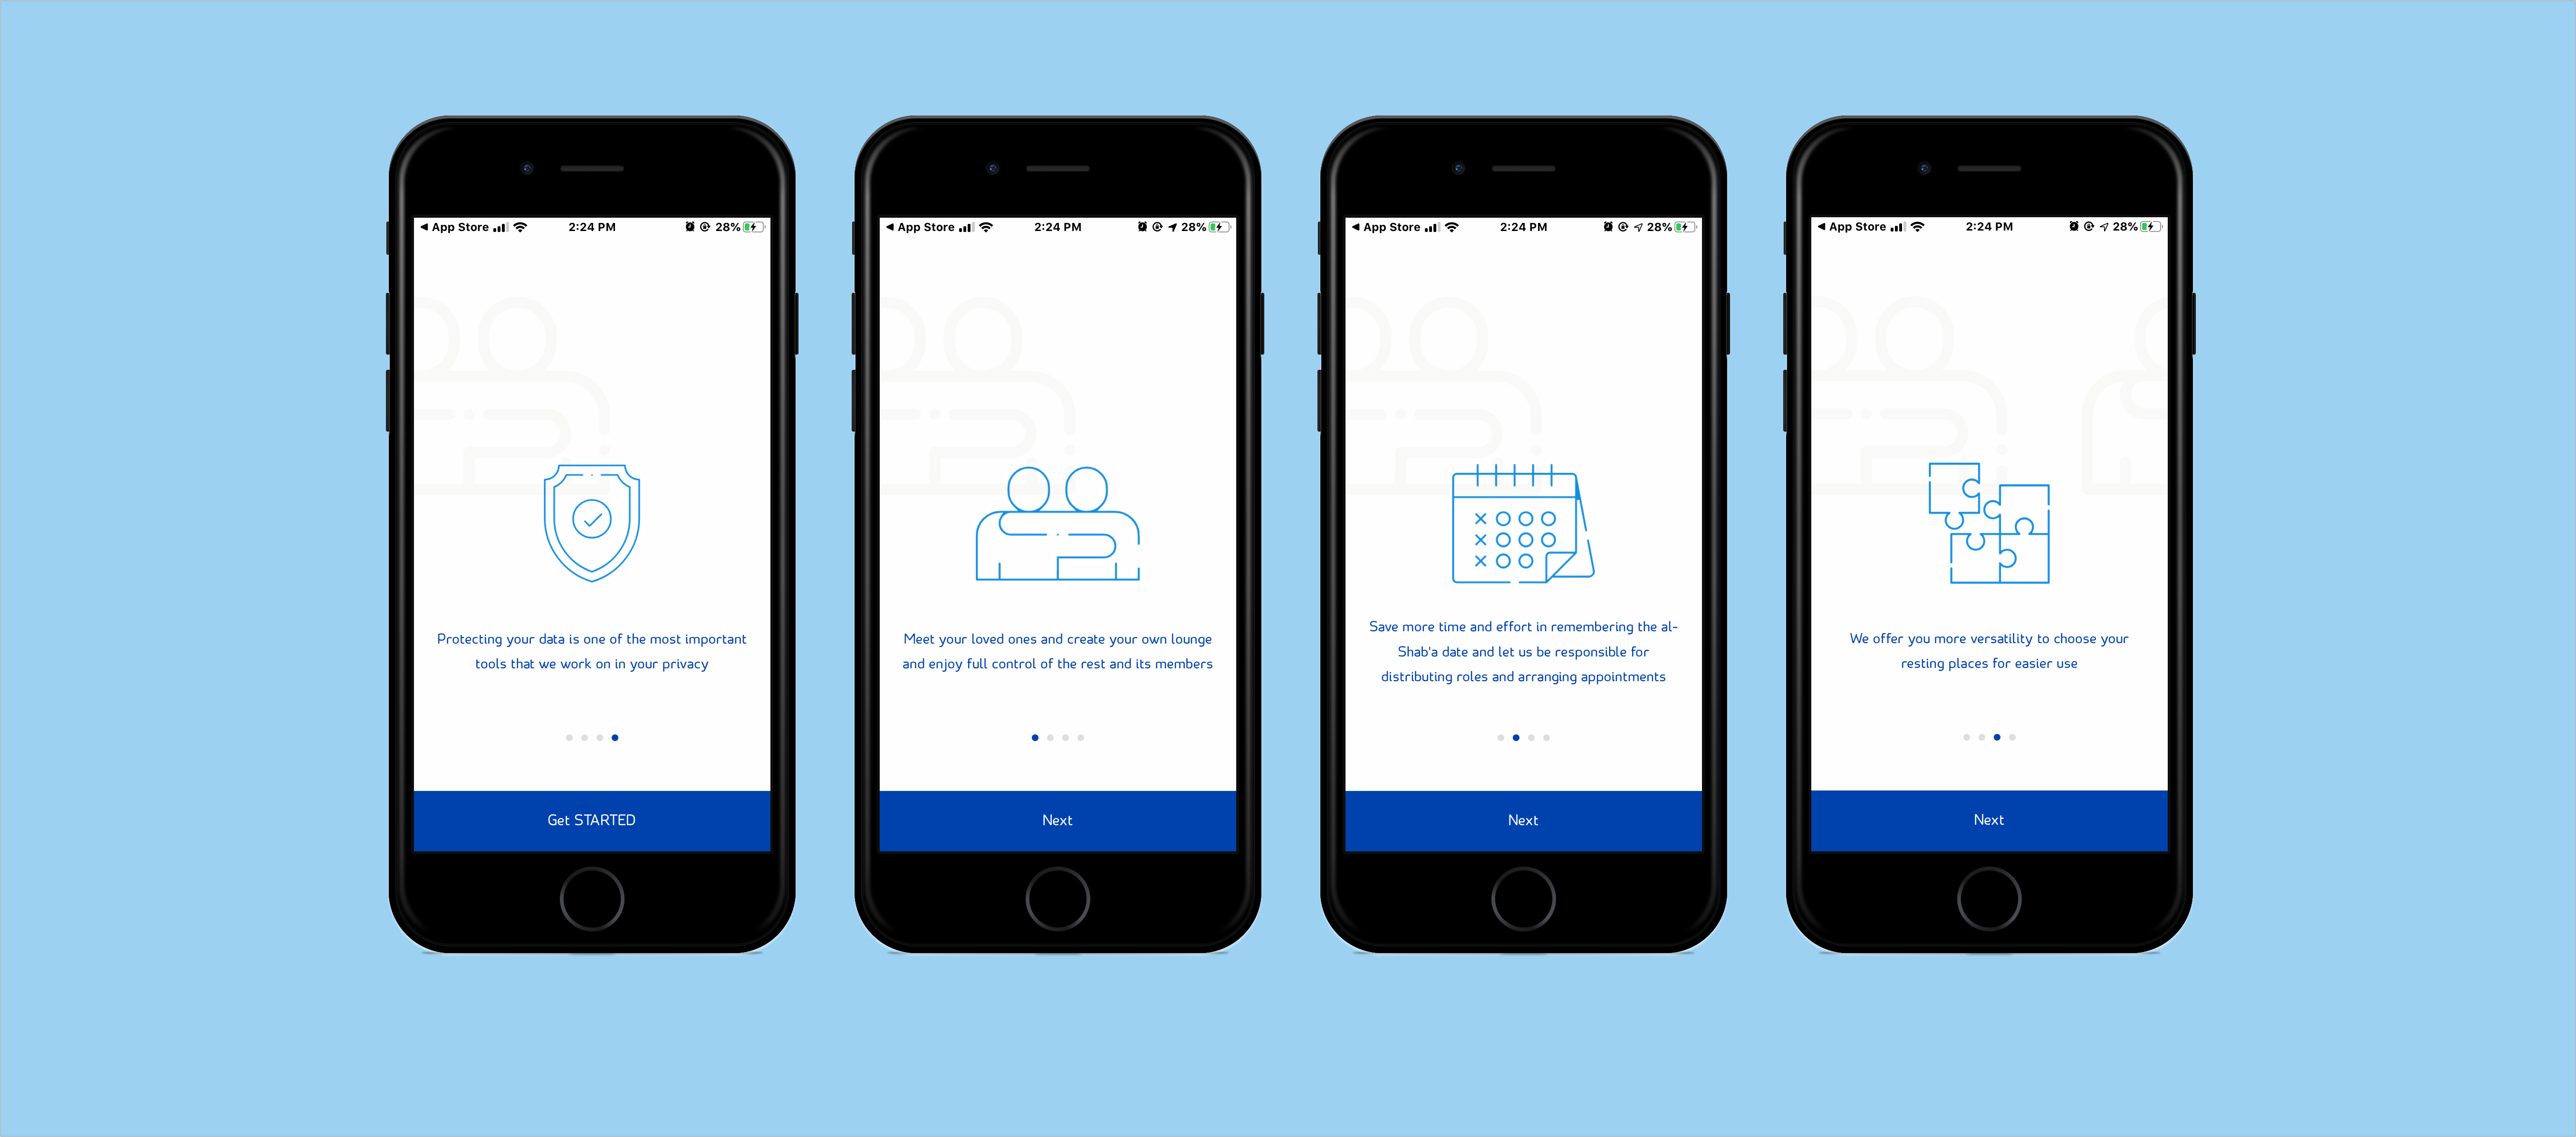 ◀ App Store 2:24 PM 28%
Protecting your data is one of the most important
tools that we work on in your privacy
Get STARTED
◀ App Store 2:24 PM 28%
Meet your loved ones and create your own lounge
and enjoy full control of the rest and its members
Next
◀ App Store 2:24 PM 28%
Save more time and effort in remembering the al-
Shab'a date and let us be responsible for
distributing roles and arranging appointments
Next
◀ App Store 2:24 PM 28%
We offer you more versatility to choose your
resting places for easier use
Next